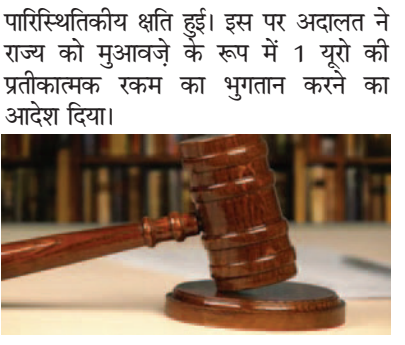 पारिस्थितिकीय क्षति हुई। इस पर अदालत ने
राज्य को मुआवज़े के रूप में 1 यूरो की
प्रतीकात्मक रकम का भुगतान करने का
आदेश दिया।